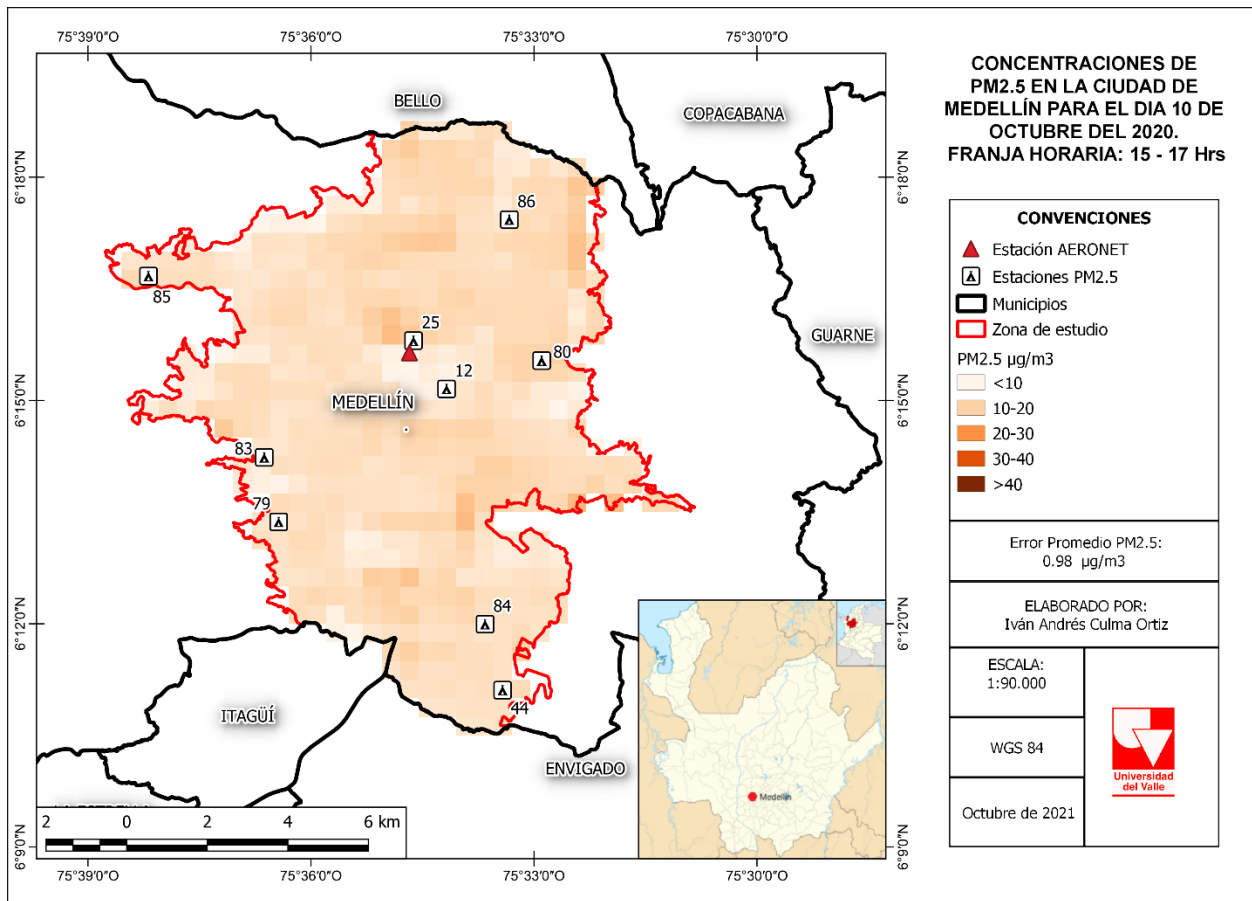 75°39'0"O
75°36'0"O
75°33'0"O
75°30'0"O
6°18'0"N
6°15'0"N
6°12'0"N
6°9'0"N
6°18'0"N
6°15'0"N
6°12'0"N
6°9'0"N
BELLO
COPACABANA
86
85
25
GUARNE
80
12
MEDELLÍN
83
79
84
44
ITAGÜÍ
ENVIGADO
Medellín
2 0 2 4 6 km
75°39'0"O
75°36'0"O
75°33'0"O
75°30'0"O
CONCENTRACIONES DE
PM2.5 EN LA CIUDAD DE
MEDELLÍN PARA EL DIA 10 DE
OCTUBRE DEL 2020.
FRANJA HORARIA: 15 - 17 Hrs
CONVENCIONES
Estación AERONET
Estaciones PM2.5
Municipios
Zona de estudio
PM2.5 µg/m3
<10
10-20
20-30
30-40
>40
Error Promedio PM2.5:
0.98 µg/m3
ELABORADO POR:
Iván Andrés Culma Ortiz
ESCALA:
1:90.000
WGS 84
Octubre de 2021
Universidad
del Valle